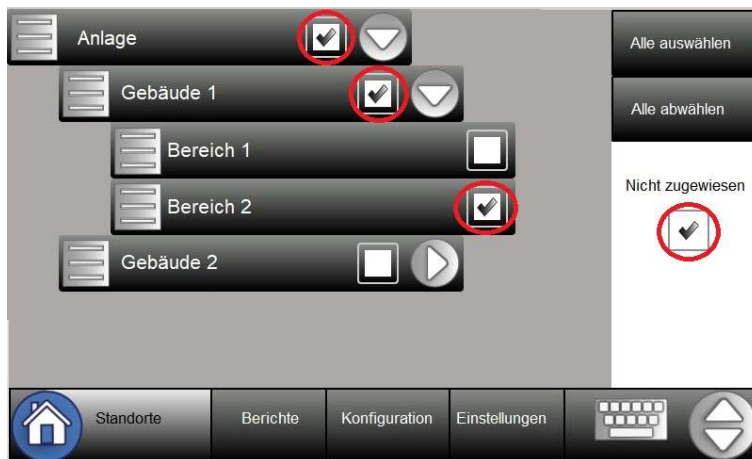 Anlage
Alle auswählen
Gebäude 1
Alle abwählen
Bereich 1
Bereich 2
Nicht zugewiesen
Gebäude 2
Standorte
Berichte
Konfiguration
Einstellungen